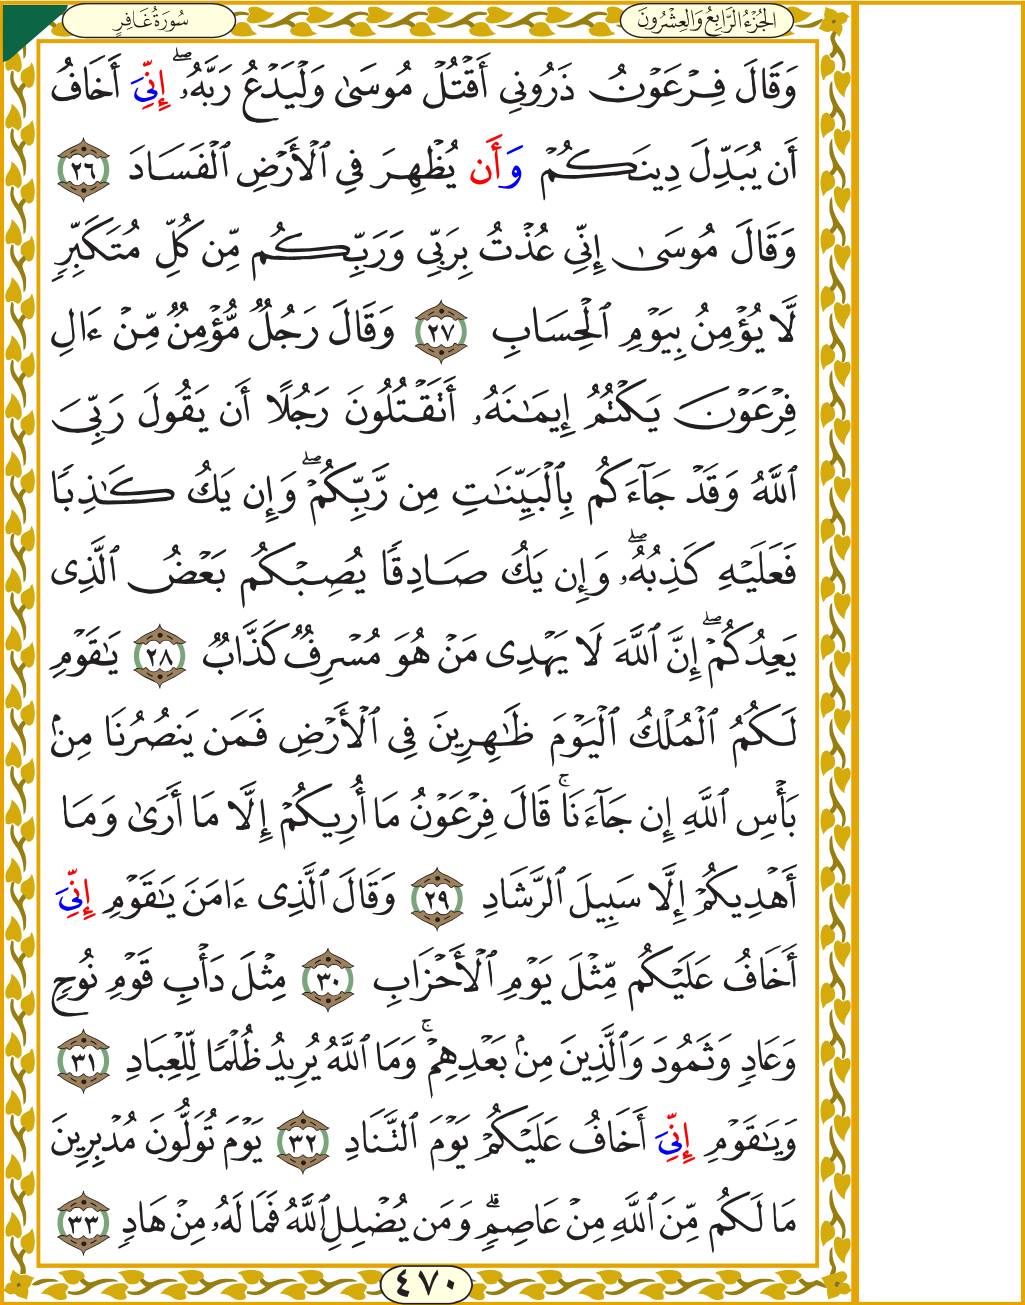 الجُزْءُ الرَّابِعُ وَالعِشْرُونَ
سُورَةُ غَافِرٍ
وَقَالَ فِرْعَوْنُ ذَرُونِي أَقْتُلْ مُوسَىٰ وَلْيَدْعُ رَبَّهُۥٓۖ إِنِّيَ أَخَافُ
أَن يُبَدِّلَ دِينَكُمْ وَأَن يُظْهِرَ فِي ٱلْأَرْضِ ٱلْفَسَادَ ٢٦
وَقَالَ مُوسَىٰ إِنِّي عُذْتُ بِرَبِّي وَرَبِّكُم مِّن كُلِّ مُتَكَبِّرٍ
لَّا يُؤْمِنُ بِيَوْمِ ٱلْحِسَابِ ٢٧ وَقَالَ رَجُلٌ مُّؤْمِنٌ مِّنْ ءَالِ
فِرْعَوْنَ يَكْتُمُ إِيمَٰنَهُۥ أَتَقْتُلُونَ رَجُلًا أَن يَقُولَ رَبِّيَ
ٱللَّهُ وَقَدْ جَآءَكُم بِٱلْبَيِّنَٰتِ مِن رَّبِّكُمْۖ وَإِن يَكُ كَٰذِبًا
فَعَلَيْهِ كَذِبُهُۥۖ وَإِن يَكُ صَادِقًا يُصِبْكُم بَعْضُ ٱلَّذِى
يَعِدُكُمْۖ إِنَّ ٱللَّهَ لَا يَهْدِى مَنْ هُوَ مُسْرِفٌ كَذَّابٌ ٢٨ يَٰقَوْمِ
لَكُمُ ٱلْمُلْكُ ٱلْيَوْمَ ظَٰهِرِينَ فِي ٱلْأَرْضِ فَمَن يَنصُرُنَا مِنۢ
بَأْسِ ٱللَّهِ إِن جَآءَنَاۚ قَالَ فِرْعَوْنُ مَا أُرِيكُمْ إِلَّا مَا أَرَىٰ وَمَا
أَهْدِيكُمْ إِلَّا سَبِيلَ ٱلرَّشَادِ ٢٩ وَقَالَ ٱلَّذِى ءَامَنَ يَٰقَوْمِ إِنِّيَ
أَخَافُ عَلَيْكُم مِّثْلَ يَوْمِ ٱلْأَحْزَابِ ٣٠ مِثْلَ دَأْبِ قَوْمِ نُوحٍ
وَعَادٍ وَثَمُودَ وَٱلَّذِينَ مِنۢ بَعْدِهِمْۚ وَمَا ٱللَّهُ يُرِيدُ ظُلْمًا لِّلْعِبَادِ ٣١
وَيَٰقَوْمِ إِنِّيَ أَخَافُ عَلَيْكُمْ يَوْمَ ٱلتَّنَادِ ٣٢ يَوْمَ تُوَلُّونَ مُدْبِرِينَ
مَا لَكُم مِّنَ ٱللَّهِ مِنْ عَاصِمٍۗ وَمَن يُضْلِلِ ٱللَّهُ فَمَا لَهُۥ مِنْ هَادٍ ٣٣
٤٧٠